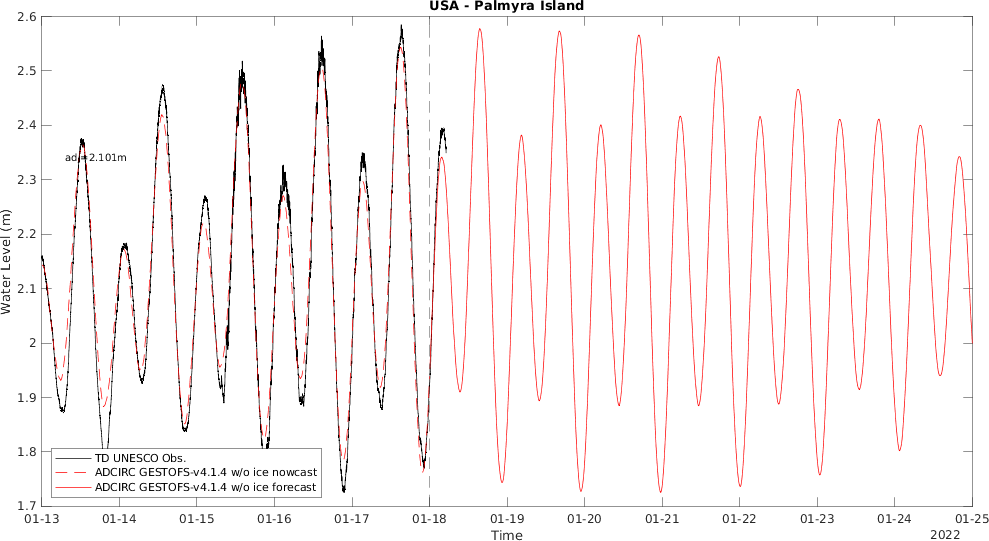 USA - Palmyra Island
2.6
2.5
2.4
2.3
2.2
2.1
2
1.9
1.8
1.7
Water Level (m)
adj=2.101m
TD UNESCO Obs.
ADCIRC GESTOFS-v4.1.4 w/o ice nowcast
ADCIRC GESTOFS-v4.1.4 w/o ice forecast
01-13 01-14 01-15 01-16 01-17 01-18 01-19 01-20 01-21 01-22 01-23 01-24 01-25
Time
2022